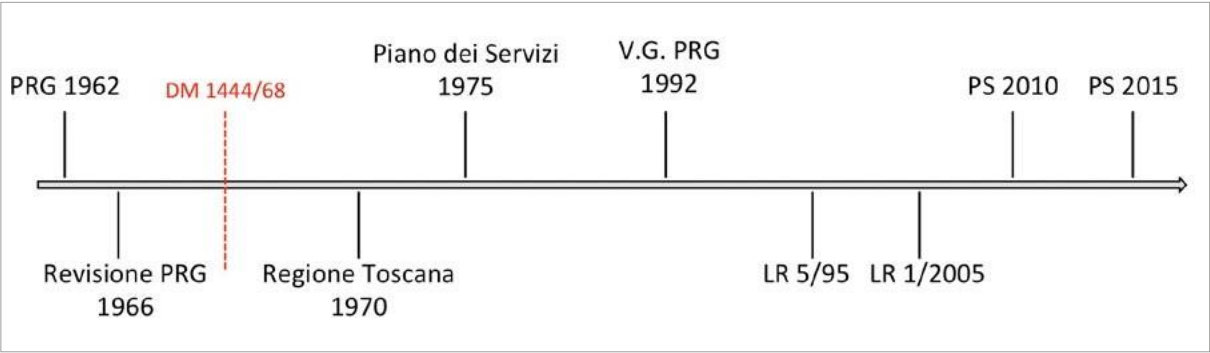 PRG 1962
DM 1444/68
Piano dei Servizi
1975
V.G. PRG
1992
PS 2010
PS 2015
Revisione PRG
1966
Regione Toscana
1970
LR 5/95
LR 1/2005